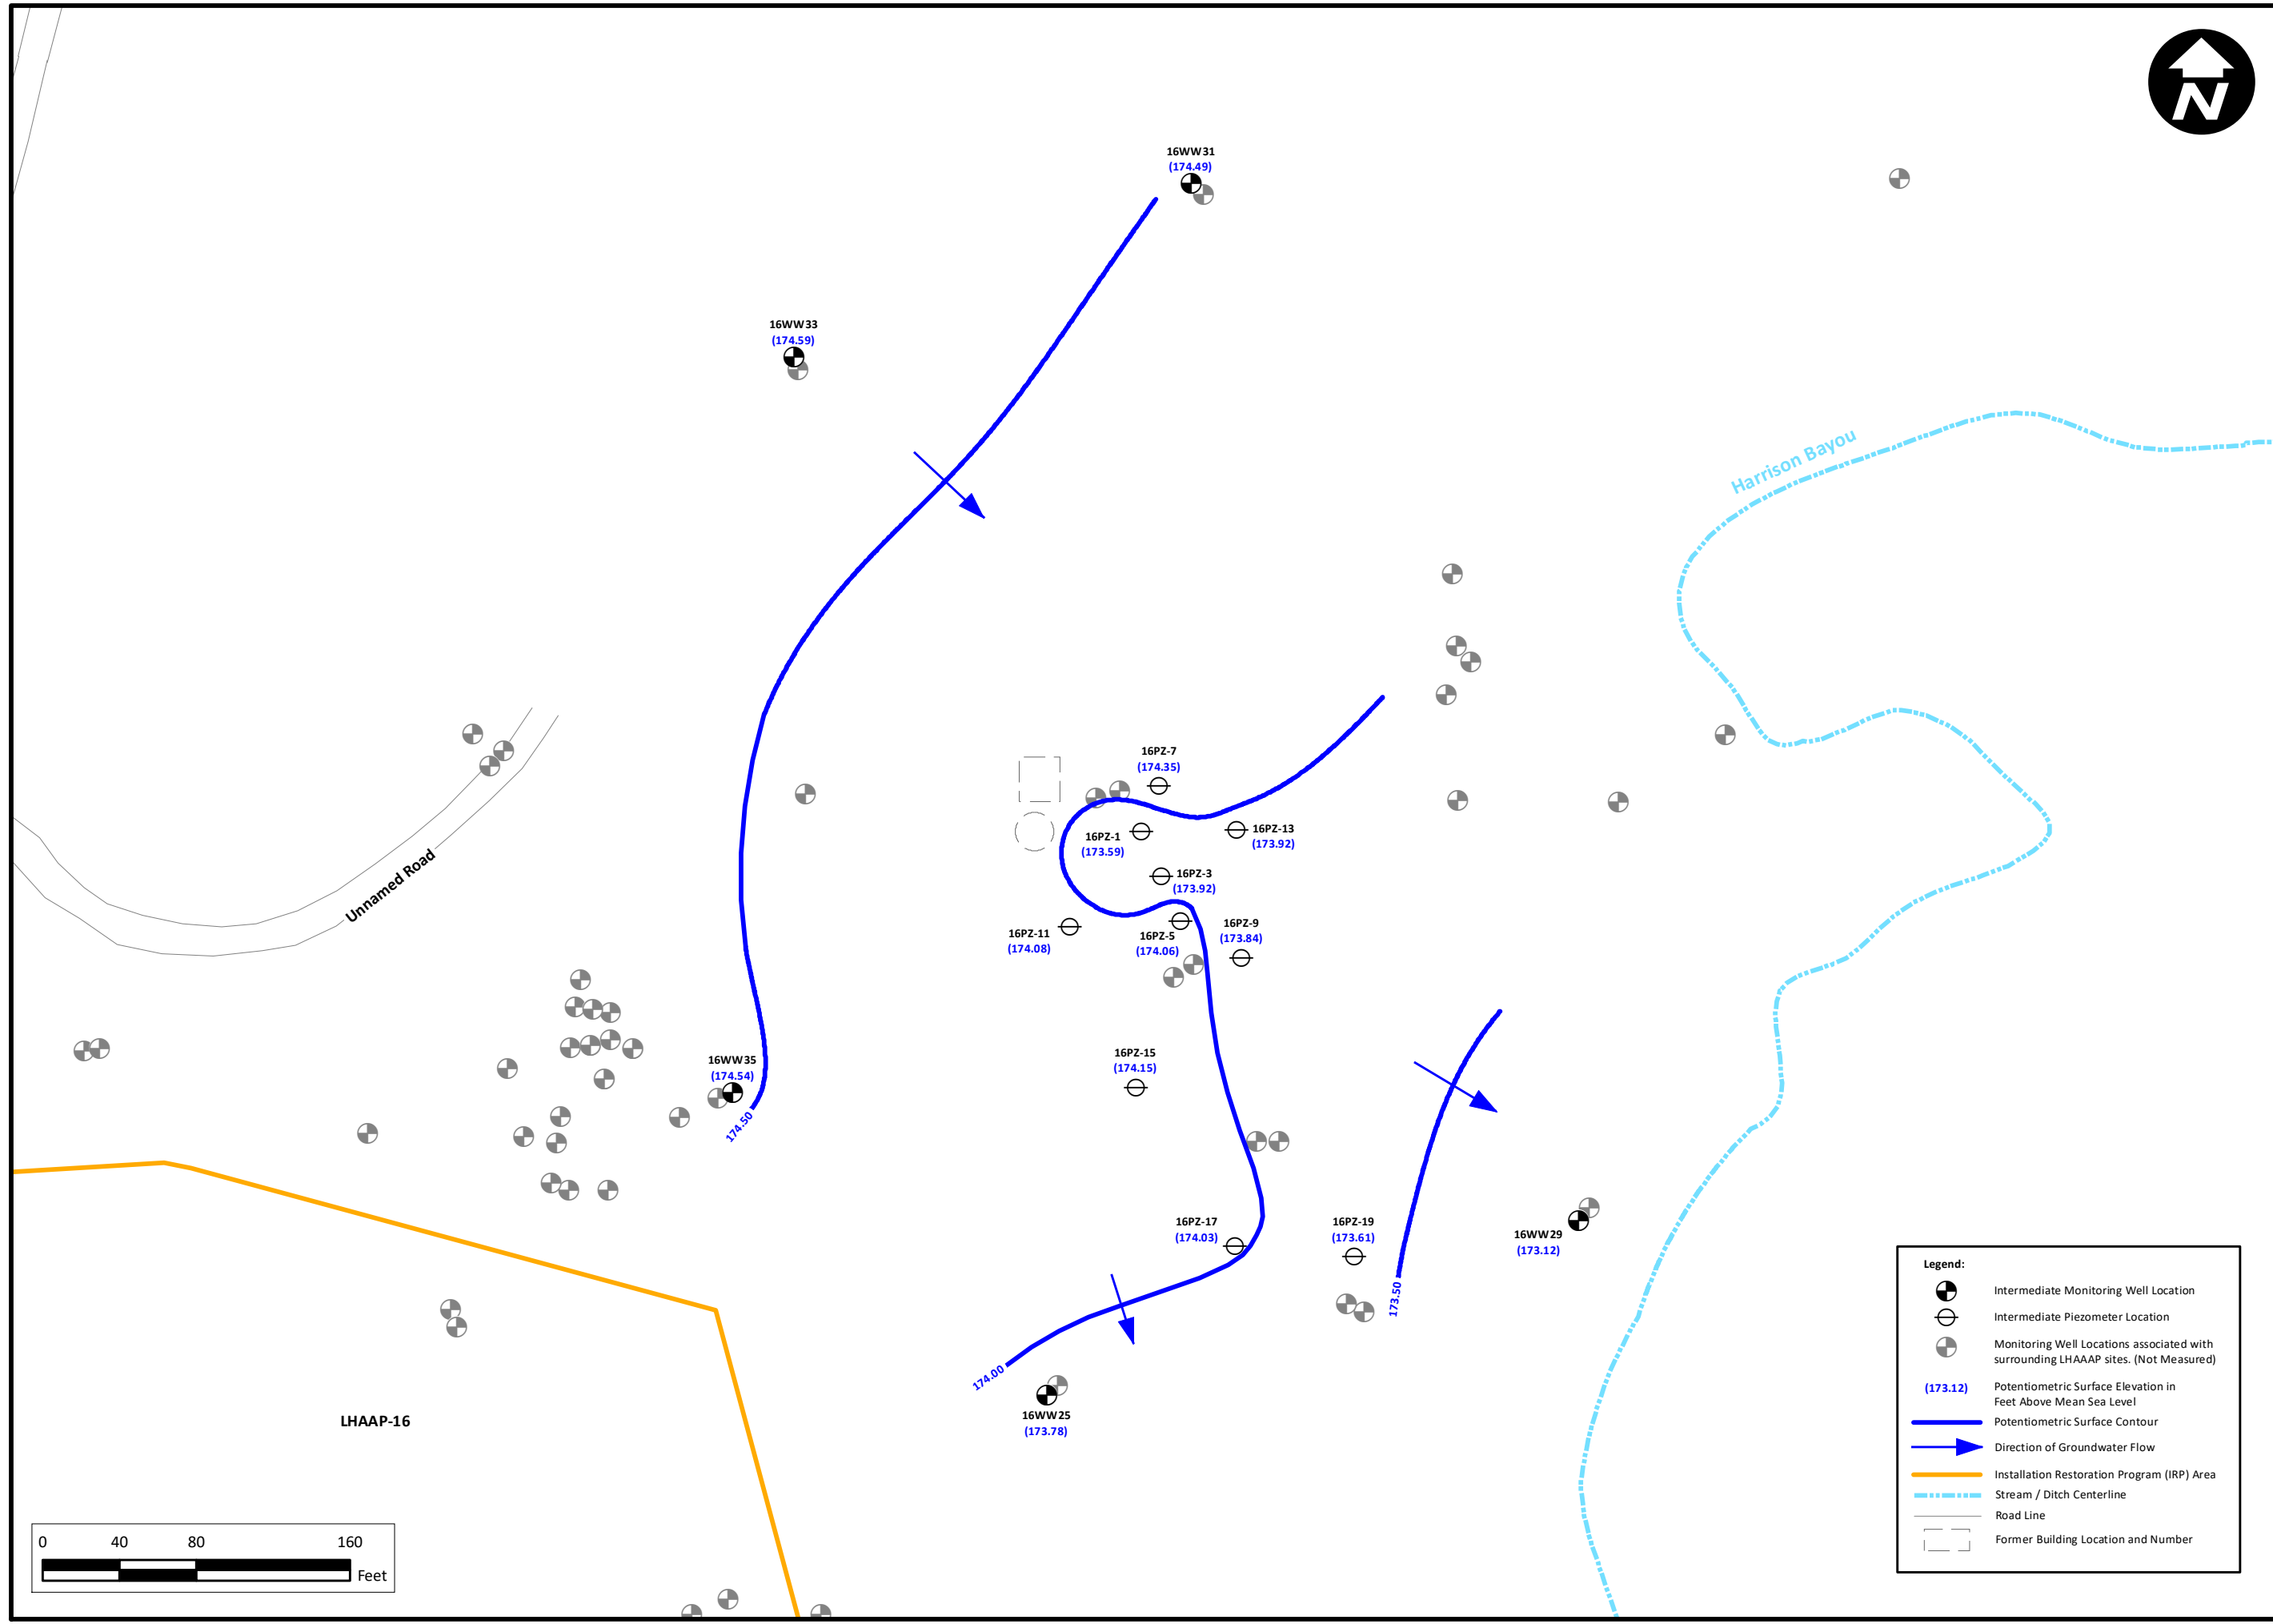 N
16WW31
(174.49)
16WW33
(174.59)
Harrison Bayou
16PZ-7
(174.35)
16PZ-1
(173.59)
16PZ-13
(173.92)
16PZ-3
(173.92)
Unnamed Road
16PZ-11
(174.08)
16PZ-5
(174.06)
16PZ-9
(173.84)
16WW35
(174.54)
174.50
16PZ-15
(174.15)
16PZ-17
(174.03)
16PZ-19
(173.61)
16WW29
(173.12)
173.50
174.00
16WW25
(173.78)
LHAAP-16
0 40 80 160
Feet
Legend:
Intermediate Monitoring Well Location
Intermediate Piezometer Location
Monitoring Well Locations associated with
surrounding LHAAAP sites. (Not Measured)
(173.12) Potentiometric Surface Elevation in
Feet Above Mean Sea Level
Potentiometric Surface Contour
Direction of Groundwater Flow
Installation Restoration Program (IRP) Area
Stream / Ditch Centerline
Road Line
Former Building Location and Number